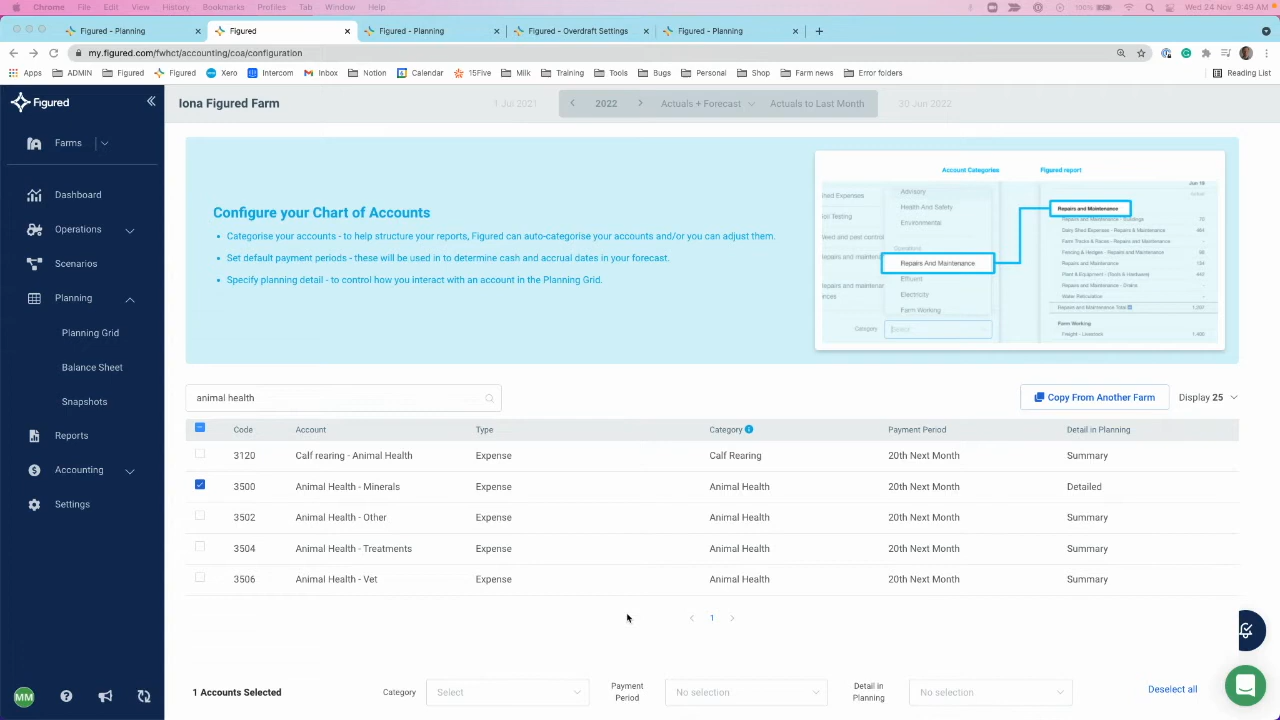 Chrome File Edit View History Bookmarks Profiles Tab Window Help 100% Wed 24 Nov 9:49 AM
Figured - Planning Figured Figured - Planning Figured - Overdraft Settings Figured - Planning
my.figured.com/fwhct/accounting/coa/configuration
Apps ADMIN Figured Figured Xero Intercom Inbox Notion Calendar 15Five Milk Training Tools Bugs Personal Shop Farm news Error folders Reading List
Figured
Iona Figured Farm
1 Jul 2021 2022 Actuals + Forecast Actuals to Last Month 30 Jun 2022
Farms
Dashboard
Operations
Scenarios
Planning
Planning Grid
Balance Sheet
Snapshots
Reports
Accounting
Settings
MM
Configure your Chart of Accounts
Categorise your accounts - to help structure your reports, Figured can auto-categorise your accounts and/or you can adjust them.
Set default payment periods - these will be used to determine cash and accrual dates in your forecast.
Specify planning detail - to control how you interact with an account in the Planning Grid.
Account Categories Figured report
Advisory
Health And Safety
Environmental
Operations
Repairs And Maintenance
Effluent
Electricity
Farm Working
Category
Jun 19
Repairs and Maintenance
Repairs and Maintenance - Buildings
Dairy Shed Expenses - Repairs & Maintenance
Farm Tracks & Races - Repairs and Maintenance
Fencing & Hedges - Repairs and Maintenance
Repairs and Maintenance
Plant & Equipment - (Tools & Hardware)
Repairs and Maintenance - Drains
Water Reticulation
Repairs and Maintenance Total
Farm Working
Freight - Livestock
animal health Copy From Another Farm Display 25
Code Account Type Category Payment Period Detail in Planning
3120 Calf rearing - Animal Health Expense Calf Rearing 20th Next Month Summary
3500 Animal Health - Minerals Expense Animal Health 20th Next Month Detailed
3502 Animal Health - Other Expense Animal Health 20th Next Month Summary
3504 Animal Health - Treatments Expense Animal Health 20th Next Month Summary
3506 Animal Health - Vet Expense Animal Health 20th Next Month Summary
1
1 Accounts Selected Category Select Payment Period No selection Detail in Planning No selection Deselect all